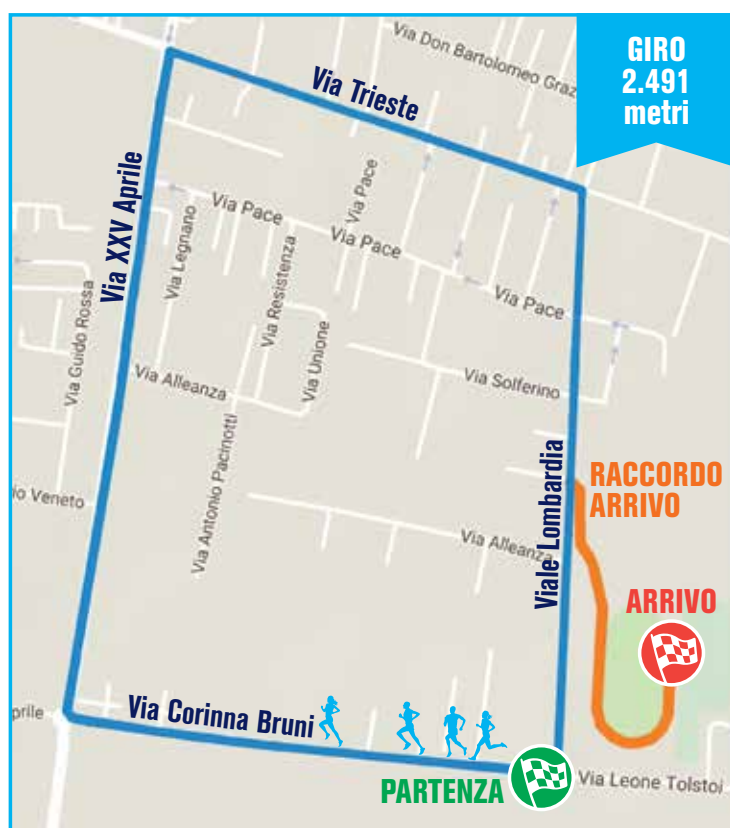 Via Don Bartolomeo Graz
GIRO
2.491
metri
Via Trieste
Via XXV Aprile
Via Pace
Via Pace
Via Pace
Via Pace
Via Legnano
Via Resistenza
Via Unione
Via Guido Rossa
Via Alleanza
Via Solferino
Via Antonio Pacinotti
Viale Lombardia
RACCORDO
ARRIVO
io Veneto
Via Alleanza
ARRIVO
prile
Via Corinna Bruni
PARTENZA
Via Leone Tolstoi